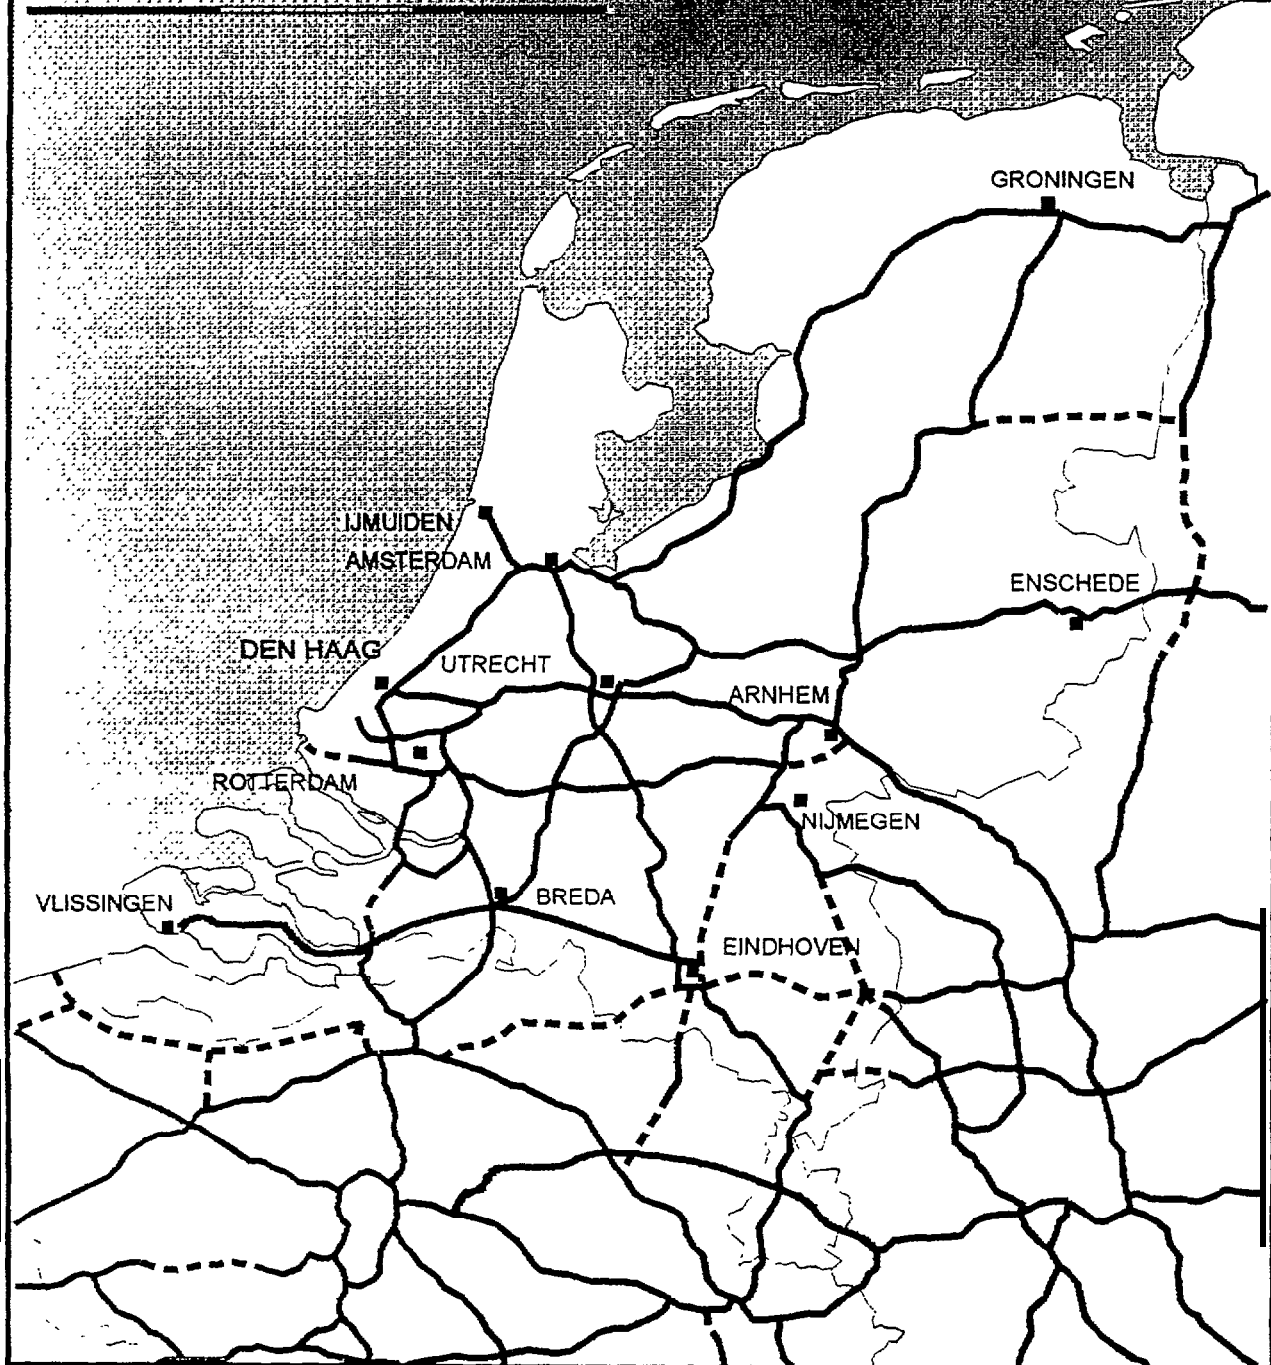 GRONINGEN
IJMUIDEN
AMSTERDAM
ENSCHEDE
DEN HAAG
UTRECHT
ARNHEM
ROTTERDAM
NIJMEGEN
VLISSINGEN
BREDA
EINDHOVEN